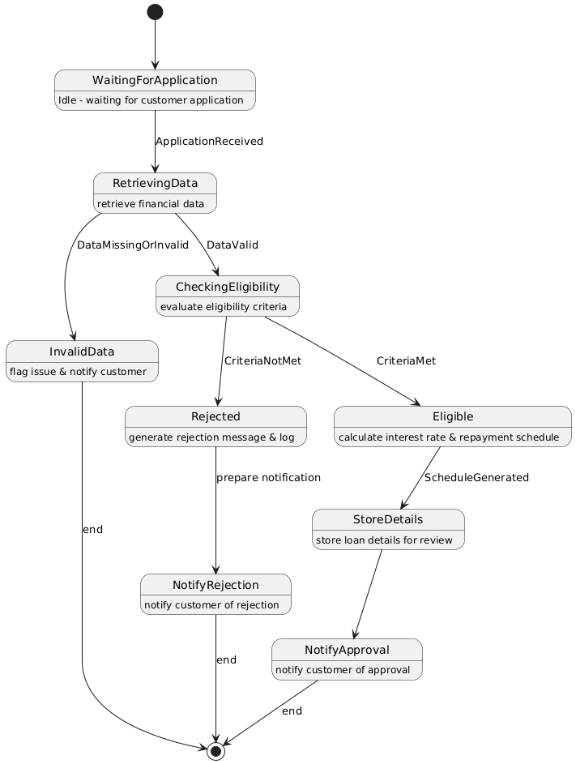 WaitingForApplication
Idle - waiting for customer application
ApplicationReceived
RetrievingData
retrieve financial data
DataMissingOrInvalid
DataValid
CheckingEligibility
evaluate eligibility criteria
InvalidData
flag issue & notify customer
CriteriaNotMet
CriteriaMet
Rejected
generate rejection message & log
Eligible
calculate interest rate & repayment schedule
prepare notification
ScheduleGenerated
StoreDetails
store loan details for review
end
NotifyRejection
notify customer of rejection
NotifyApproval
notify customer of approval
end
end